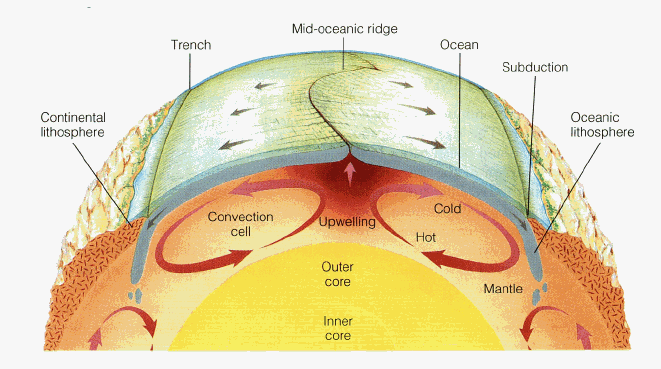 Mid-oceanic ridge
Trench
Ocean
Subduction
Continental
lithosphere
Oceanic
lithosphere
Convection
cell
Upwelling
Cold
Hot
Outer
core
Mantle
Inner
core